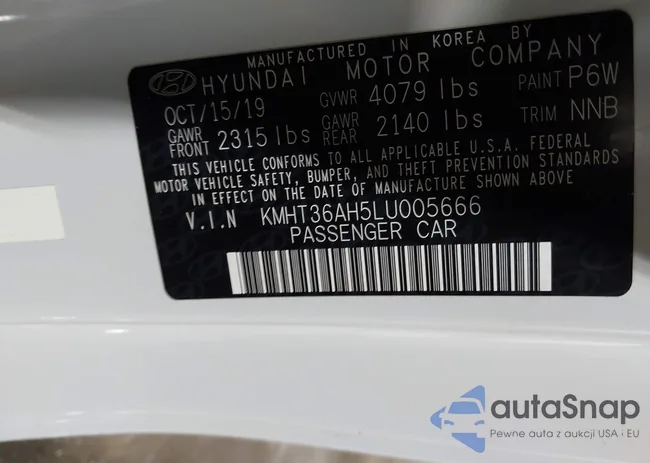 MANUFACTURED IN KOREA BY
HYUNDAI MOTOR COMPANY
OCT/15/19 GVWR 4079 lbs PAINT P6W
GAWR FRONT 2315 lbs GAWR REAR 2140 lbs TRIM NNB
THIS VEHICLE CONFORMS TO ALL APPLICABLE U.S.A. FEDERAL
MOTOR VEHICLE SAFETY, BUMPER, AND THEFT PREVENTION STANDARDS
IN EFFECT ON THE DATE OF MANUFACTURE SHOWN ABOVE.
V.I.N KMHT36AH5LU005666
PASSENGER CAR
autaSnap
Pewne auta z aukcji USA i EU